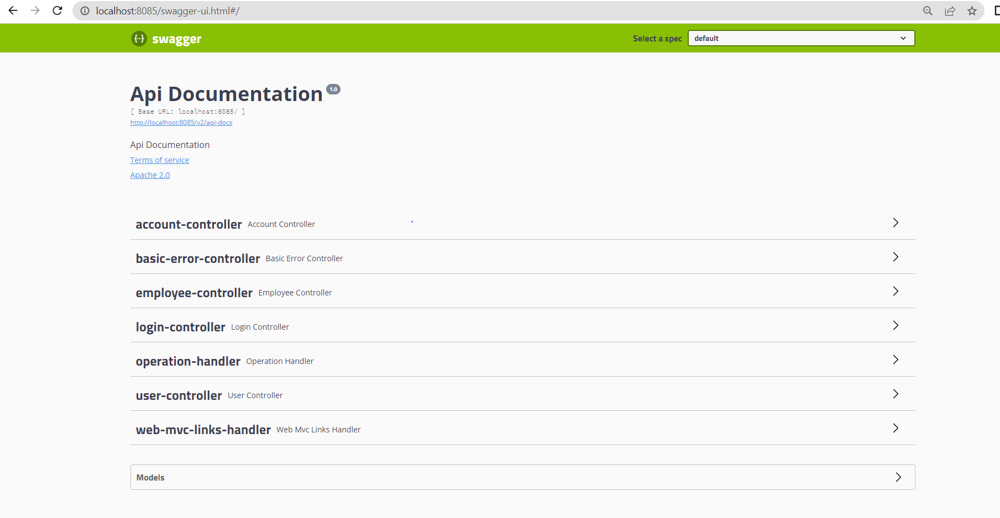 localhost:8085/swagger-ui.html#/
{··} swagger Select a spec default
Api Documentation 1.0
[ Base URL: localhost:8085/ ]
http://localhost:8085/v2/api-docs
Api Documentation
Terms of service
Apache 2.0
account-controller Account Controller
basic-error-controller Basic Error Controller
employee-controller Employee Controller
login-controller Login Controller
operation-handler Operation Handler
user-controller User Controller
web-mvc-links-handler Web Mvc Links Handler
Models